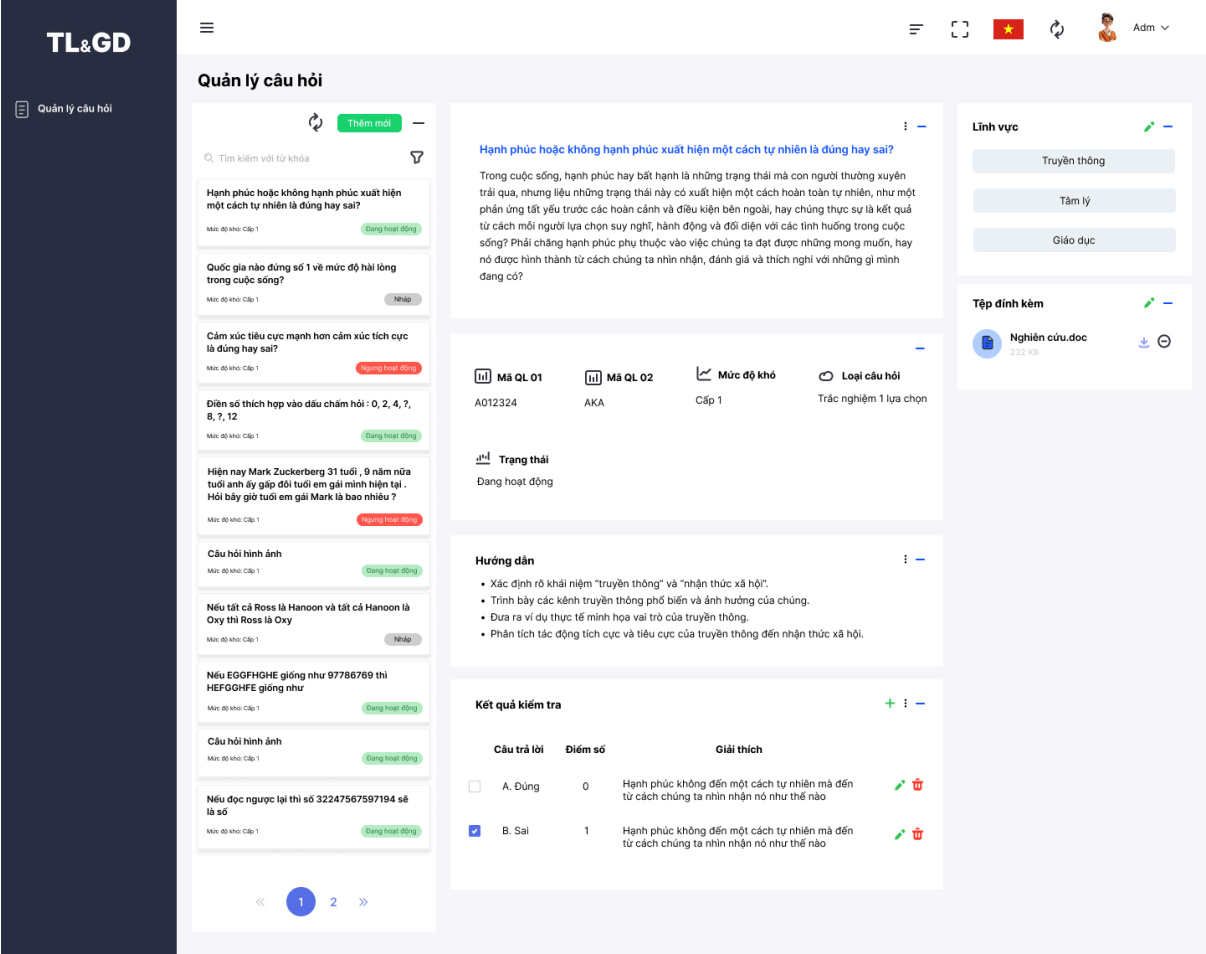 TL&GD
Adm
Quản lý câu hỏi
Quản lý câu hỏi
Thêm mới
Tìm kiếm với từ khóa
Hạnh phúc hoặc không hạnh phúc xuất hiện
một cách tự nhiên là đúng hay sai?
Mức độ khó: Cấp 1
Đang hoạt động
Quốc gia nào đứng số 1 về mức độ hài lòng
trong cuộc sống?
Mức độ khó: Cấp 1
Nháp
Cảm xúc tiêu cực mạnh hơn cảm xúc tích cực
là đúng hay sai?
Mức độ khó: Cấp 1
Ngưng hoạt động
Điền số thích hợp vào dấu chấm hỏi : 0, 2, 4, ?,
8, ?, 12
Mức độ khó: Cấp 1
Đang hoạt động
Hiện nay Mark Zuckerberg 31 tuổi , 9 năm nữa
tuổi anh ấy gấp đôi tuổi em gái mình hiện tại .
Hỏi bây giờ tuổi em gái Mark là bao nhiêu ?
Mức độ khó: Cấp 1
Ngưng hoạt động
Câu hỏi hình ảnh
Mức độ khó: Cấp 1
Đang hoạt động
Nếu tất cả Ross là Hanoon và tất cả Hanoon là
Oxy thì Ross là Oxy
Mức độ khó: Cấp 1
Nháp
Nếu EGGFHGHE giống như 97786769 thì
HEFGGHFE giống như
Mức độ khó: Cấp 1
Đang hoạt động
Câu hỏi hình ảnh
Mức độ khó: Cấp 1
Đang hoạt động
Nếu đọc ngược lại thì số 32247567597194 sẽ
là số
Mức độ khó: Cấp 1
Đang hoạt động
« 1 2 »
Hạnh phúc hoặc không hạnh phúc xuất hiện một cách tự nhiên là đúng hay sai?
Trong cuộc sống, hạnh phúc hay bất hạnh là những trạng thái mà con người thường xuyên
trải qua, nhưng liệu những trạng thái này có xuất hiện một cách hoàn toàn tự nhiên, như một
phản ứng tất yếu trước các hoàn cảnh và điều kiện bên ngoài, hay chúng thực sự là kết quả
từ cách mỗi người lựa chọn suy nghĩ, hành động và đối diện với các tình huống trong cuộc
sống? Phải chăng hạnh phúc phụ thuộc vào việc chúng ta đạt được những mong muốn, hay
nó được hình thành từ cách chúng ta nhìn nhận, đánh giá và thích nghi với những gì mình
đang có?
Mã QL 01
A012324
Mã QL 02
AKA
Mức độ khó
Cấp 1
Loại câu hỏi
Trắc nghiệm 1 lựa chọn
Trạng thái
Đang hoạt động
Hướng dẫn
• Xác định rõ khái niệm “truyền thông” và “nhận thức xã hội”.
• Trình bày các kênh truyền thông phổ biến và ảnh hưởng của chúng.
• Đưa ra ví dụ thực tế minh họa vai trò của truyền thông.
• Phân tích tác động tích cực và tiêu cực của truyền thông đến nhận thức xã hội.
Kết quả kiểm tra
Câu trả lời Điểm số Giải thích
A. Đúng 0 Hạnh phúc không đến một cách tự nhiên mà đến
từ cách chúng ta nhìn nhận nó như thế nào
B. Sai 1 Hạnh phúc không đến một cách tự nhiên mà đến
từ cách chúng ta nhìn nhận nó như thế nào
Lĩnh vực
Truyền thông
Tâm lý
Giáo dục
Tệp đính kèm
Nghiên cứu.doc
232 KB